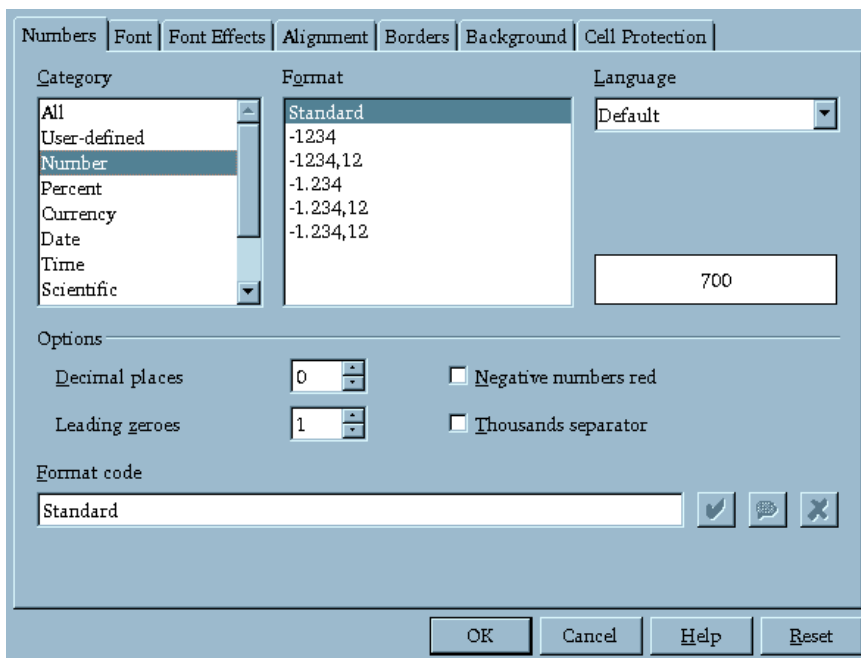 Numbers Font Font Effects Alignment Borders Background Cell Protection
Category
All
User-defined
Number
Percent
Currency
Date
Time
Scientific
Format
Standard
-1234
-1234,12
-1.234
-1.234,12
-1.234,12
Language
Default
700
Options
Decimal places 0 Negative numbers red
Leading zeroes 1 Thousands separator
Format code
Standard
OK Cancel Help Reset